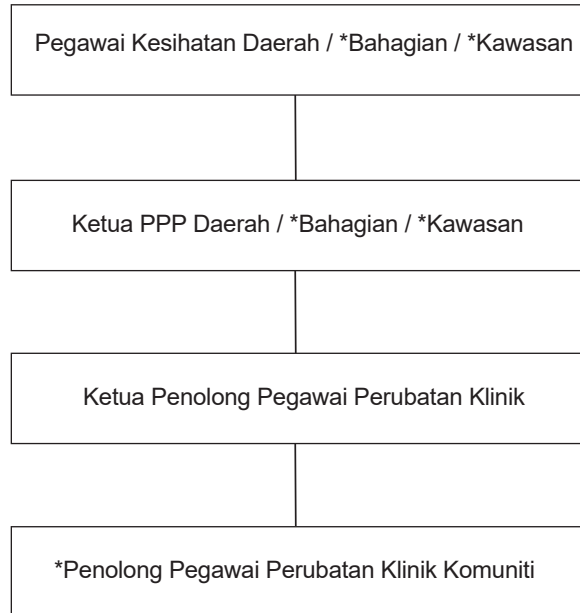 Pegawai Kesihatan Daerah / *Bahagian / *Kawasan
Ketua PPP Daerah / *Bahagian / *Kawasan
Ketua Penolong Pegawai Perubatan Klinik
*Penolong Pegawai Perubatan Klinik Komuniti